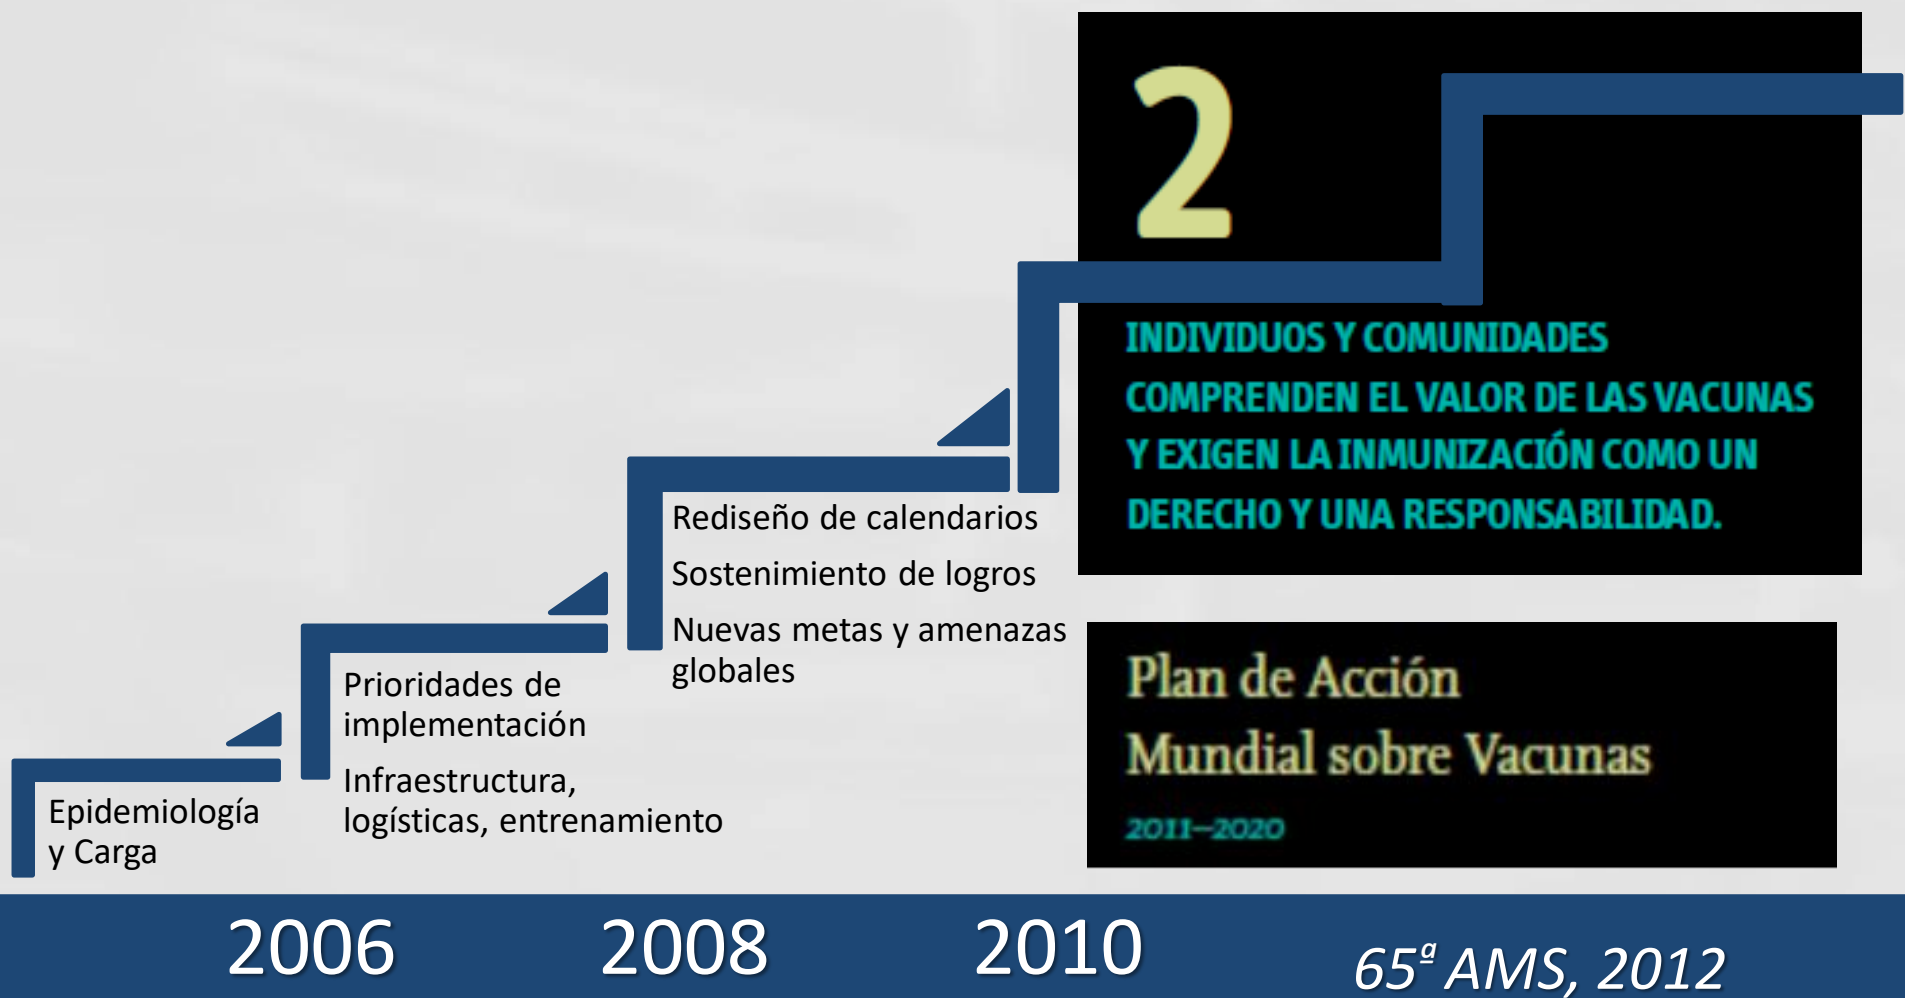 Epidemiología
y Carga
Prioridades de
implementación
Infraestructura,
logísticas, entrenamiento
Rediseño de calendarios
Sostenimiento de logros
Nuevas metas y amenazas
globales
2
INDIVIDUOS Y COMUNIDADES
COMPRENDEN EL VALOR DE LAS VACUNAS
Y EXIGEN LA INMUNIZACIÓN COMO UN
DERECHO Y UNA RESPONSABILIDAD.
Plan de Acción
Mundial sobre Vacunas
2011–2020
2006
2008
2010
65ª AMS, 2012